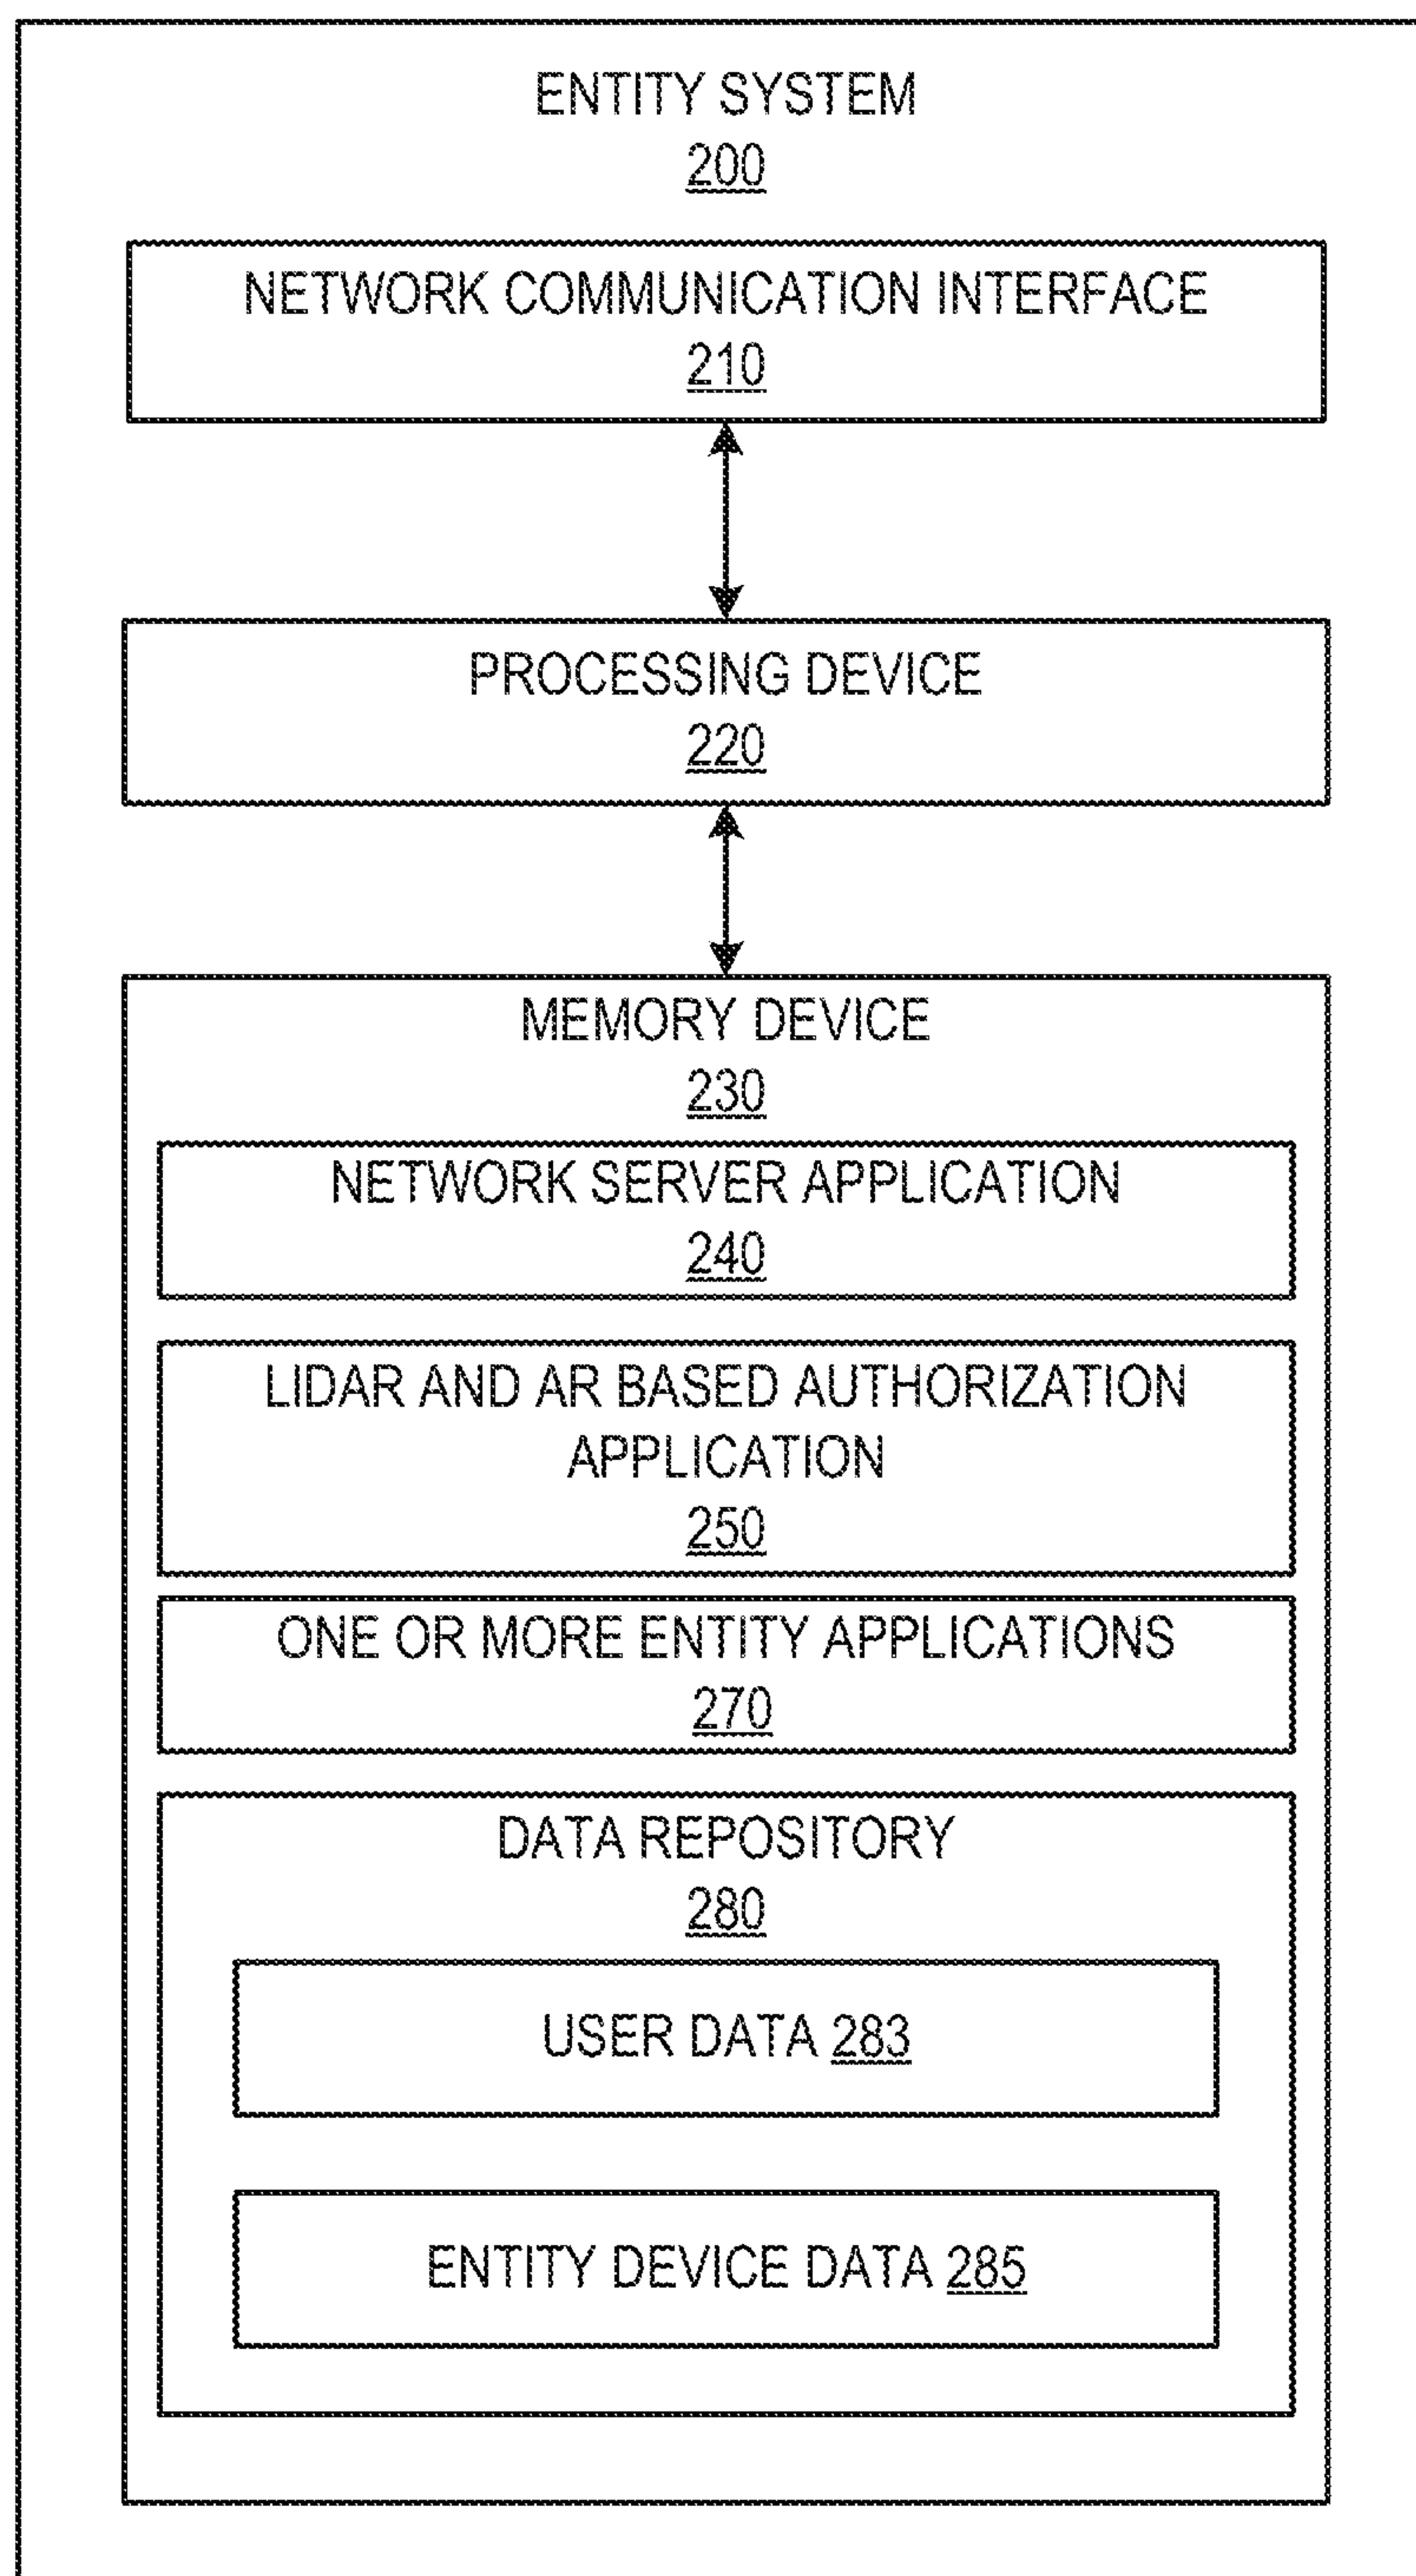 ENTITY SYSTEM
200
NETWORK COMMUNICATION INTERFACE
210
PROCESSING DEVICE
220
MEMORY DEVICE
230
NETWORK SERVER APPLICATION
240
LIDAR AND AR BASED AUTHORIZATION
APPLICATION
250
ONE OR MORE ENTITY APPLICATIONS
270
DATA REPOSITORY
280
USER DATA 283
ENTITY DEVICE DATA 285